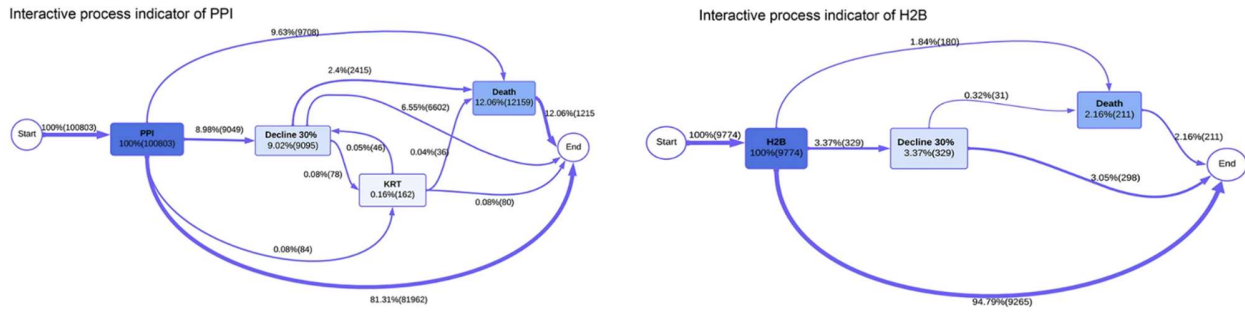 Interactive process indicator of PPI
9.63%(9708)
2.4%(2415)
Death
12.06%(12159)
6.55%(6602)
12.06%(1215
100%(100803)
Start
PPI
100%(100803)
8.98%(9049)
Decline 30%
9.02%(9095)
0.05%(46)
0.04%(36)
End
0.08%(78)
KRT
0.16%(162)
0.08%(80)
0.08%(84)
81.31%(81962)
Interactive process indicator of H2B
1.84%(180)
0.32%(31)
Death
2.16%(211)
100%(9774)
Start
H2B
100%(9774)
3.37%(329)
Decline 30%
3.37%(329)
2.16%(211)
End
3.05%(298)
94.79%(9265)